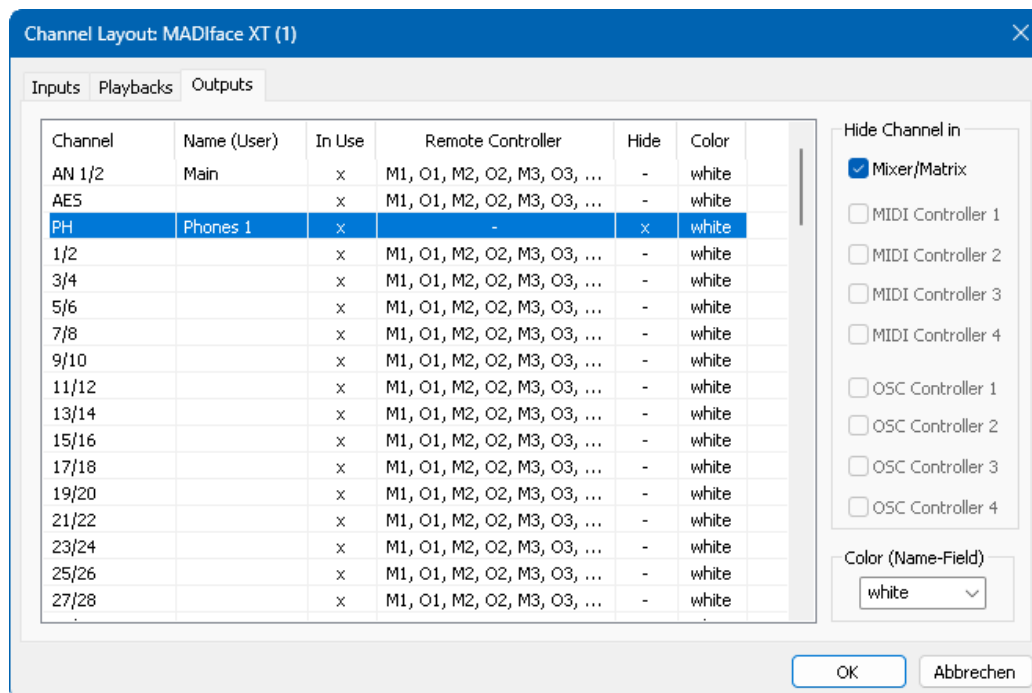 Channel Layout: MADIface XT (1)
Inputs Playbacks Outputs
Channel Name (User) In Use Remote Controller Hide Color
AN 1/2 Main x M1, O1, M2, O2, M3, O3, ... - white
AES x M1, O1, M2, O2, M3, O3, ... - white
PH Phones 1 x - x white
1/2 x M1, O1, M2, O2, M3, O3, ... - white
3/4 x M1, O1, M2, O2, M3, O3, ... - white
5/6 x M1, O1, M2, O2, M3, O3, ... - white
7/8 x M1, O1, M2, O2, M3, O3, ... - white
9/10 x M1, O1, M2, O2, M3, O3, ... - white
11/12 x M1, O1, M2, O2, M3, O3, ... - white
13/14 x M1, O1, M2, O2, M3, O3, ... - white
15/16 x M1, O1, M2, O2, M3, O3, ... - white
17/18 x M1, O1, M2, O2, M3, O3, ... - white
19/20 x M1, O1, M2, O2, M3, O3, ... - white
21/22 x M1, O1, M2, O2, M3, O3, ... - white
23/24 x M1, O1, M2, O2, M3, O3, ... - white
25/26 x M1, O1, M2, O2, M3, O3, ... - white
27/28 x M1, O1, M2, O2, M3, O3, ... - white
Hide Channel in
Mixer/Matrix
MIDI Controller 1
MIDI Controller 2
MIDI Controller 3
MIDI Controller 4
OSC Controller 1
OSC Controller 2
OSC Controller 3
OSC Controller 4
Color (Name-Field)
white
OK Abbrechen